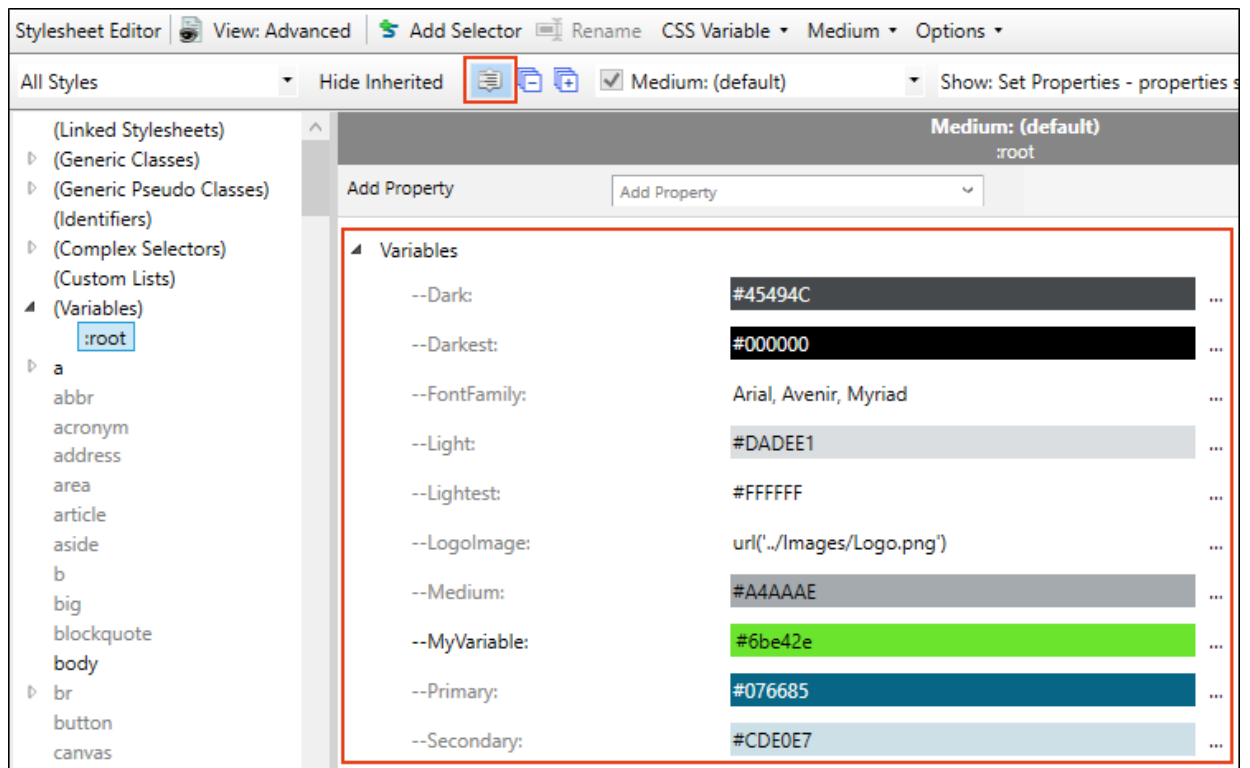 Stylesheet Editor View: Advanced Add Selector Rename CSS Variable Medium Options
All Styles Hide Inherited Medium: (default) Show: Set Properties - properties s
(Linked Stylesheets)
(Generic Classes)
(Generic Pseudo Classes)
(Identifiers)
(Complex Selectors)
(Custom Lists)
(Variables)
:root
a
abbr
acronym
address
area
article
aside
b
big
blockquote
body
br
button
canvas
Medium: (default)
:root
Add Property Add Property
Variables
--Dark: #45494C ...
--Darkest: #000000 ...
--FontFamily: Arial, Avenir, Myriad ...
--Light: #DADEE1 ...
--Lightest: #FFFFFF ...
--LogoImage: url('../Images/Logo.png') ...
--Medium: #A4AAAE ...
--MyVariable: #6be42e ...
--Primary: #076685 ...
--Secondary: #CDE0E7 ...